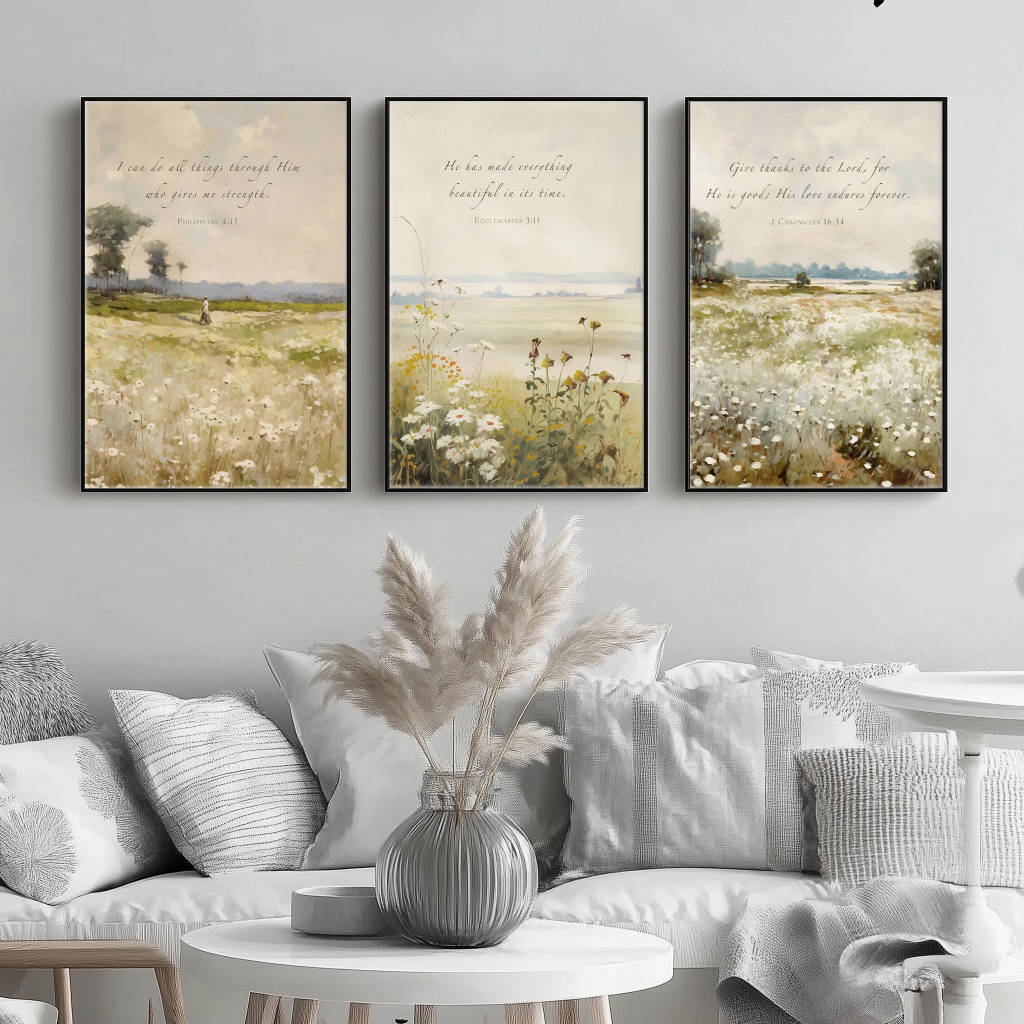 I can do all things through Him
who gives me strength.
Philippians 4:13
He has made everything
beautiful in its time.
Ecclesiastes 3:11
Give thanks to the Lord, for
He is good; His love endures forever.
1 Chronicles 16:34